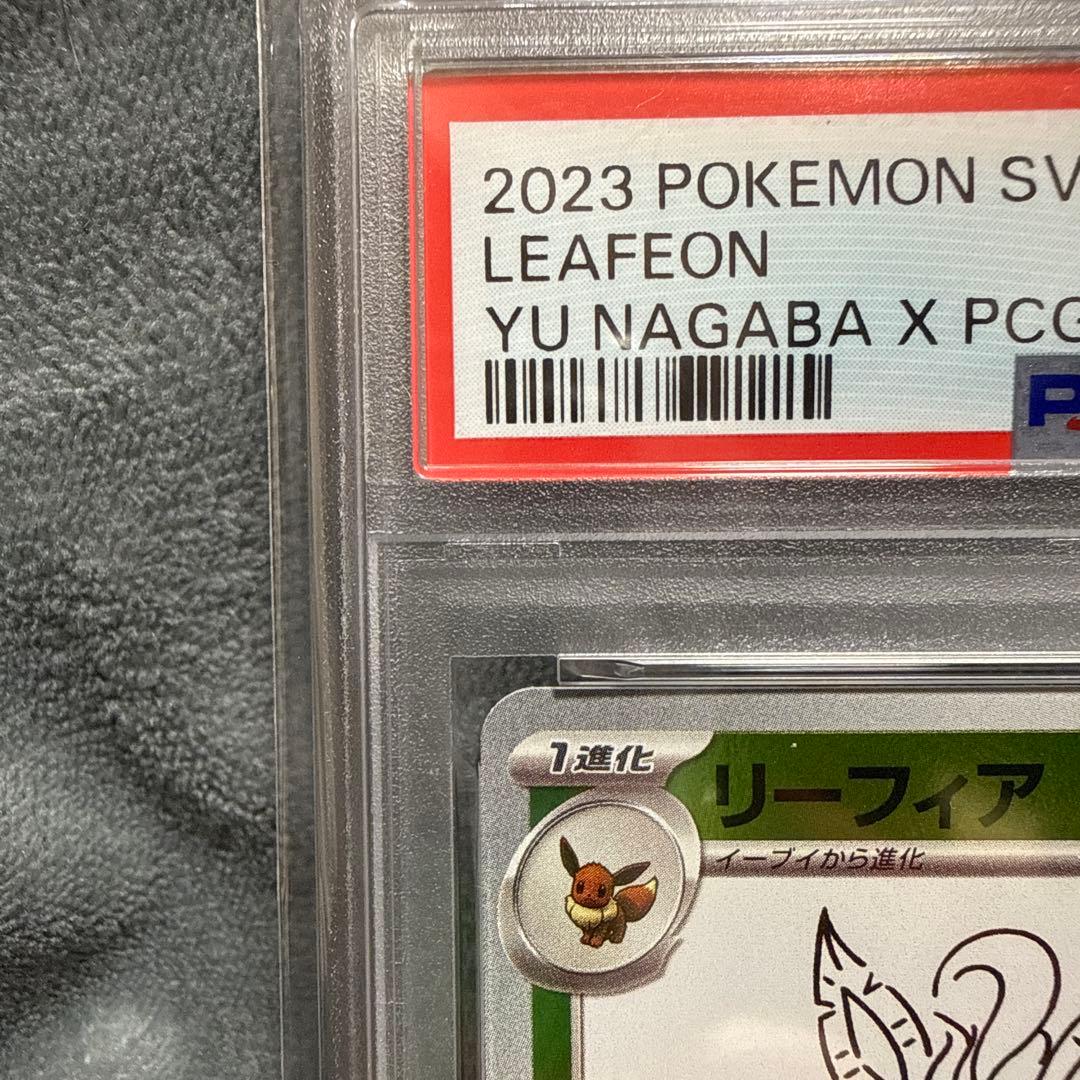 2023 POKEMON SV
LEAFEON
YU NAGABA X PCG
P
1進化
リーフィア
イーブイから進化